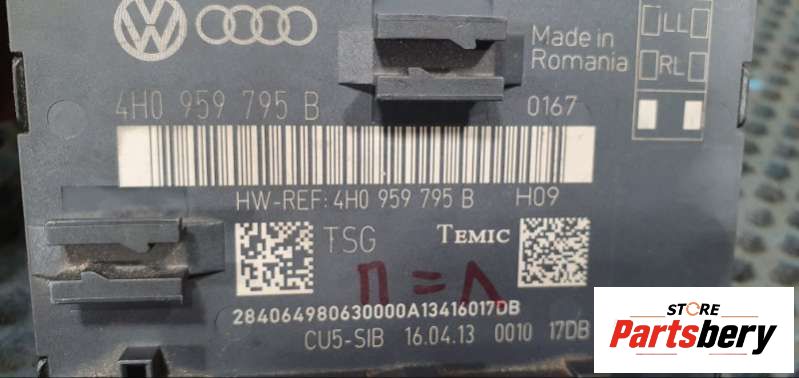 Made in
Romania
LL
RL
4H0 959 795 B
0167
HW-REF: 4H0 959 795 B H09
TSG TEMIC
П=Л
284064980630000A13416017DB
CU5-SIB 16.04.13 0010 17DB
STORE
Partsbery